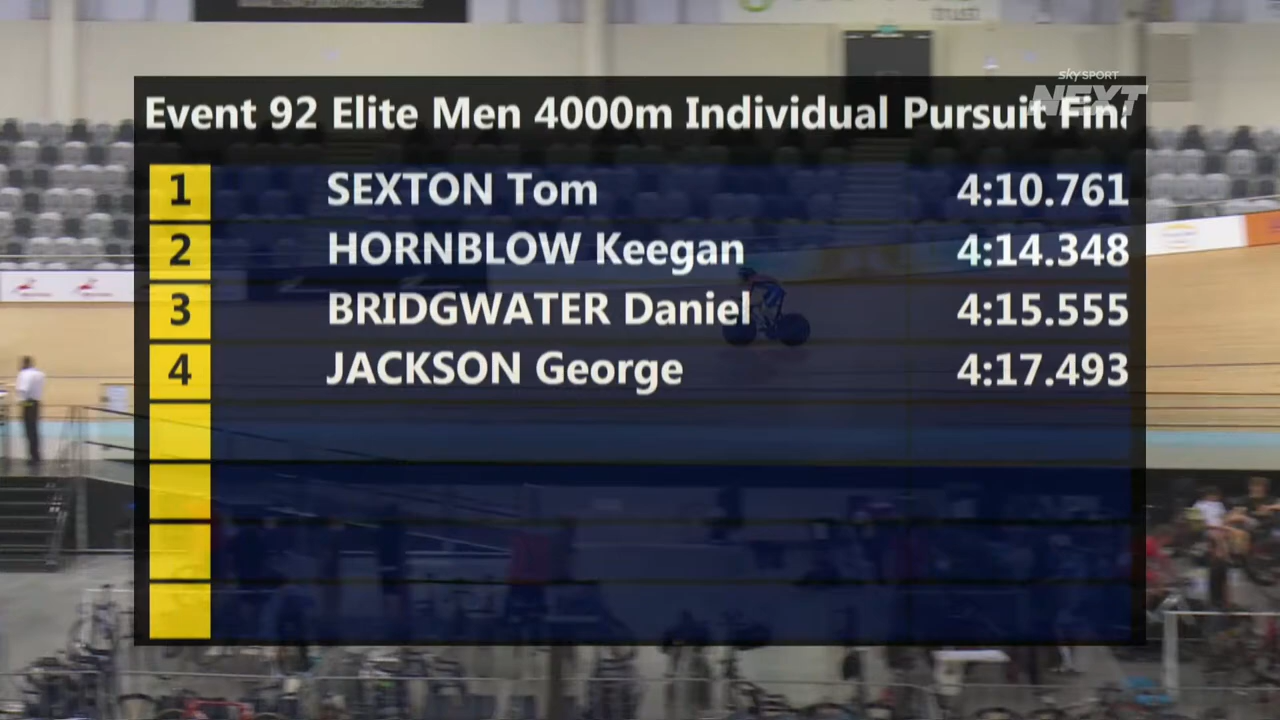 sky SPORT
NEXT
Event 92 Elite Men 4000m Individual Pursuit Fina
1 SEXTON Tom 4:10.761
2 HORNBLOW Keegan 4:14.348
3 BRIDGWATER Daniel 4:15.555
4 JACKSON George 4:17.493